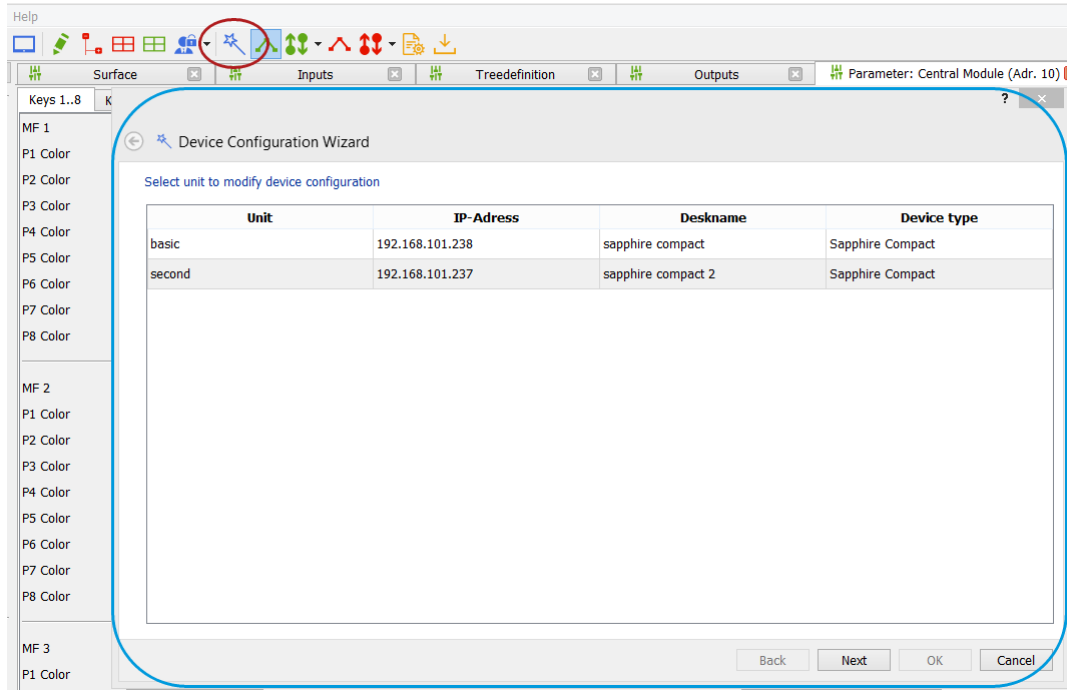 Help
Surface
Inputs
Treedefinition
Outputs
Parameter: Central Module (Adr. 10)
Keys 1..8
K
?
MF 1
P1 Color
P2 Color
P3 Color
P4 Color
P5 Color
P6 Color
P7 Color
P8 Color
MF 2
P1 Color
P2 Color
P3 Color
P4 Color
P5 Color
P6 Color
P7 Color
P8 Color
MF 3
P1 Color
Device Configuration Wizard
Select unit to modify device configuration
Unit IP-Adress Deskname Device type
basic 192.168.101.238 sapphire compact Sapphire Compact
second 192.168.101.237 sapphire compact 2 Sapphire Compact
Back Next OK Cancel